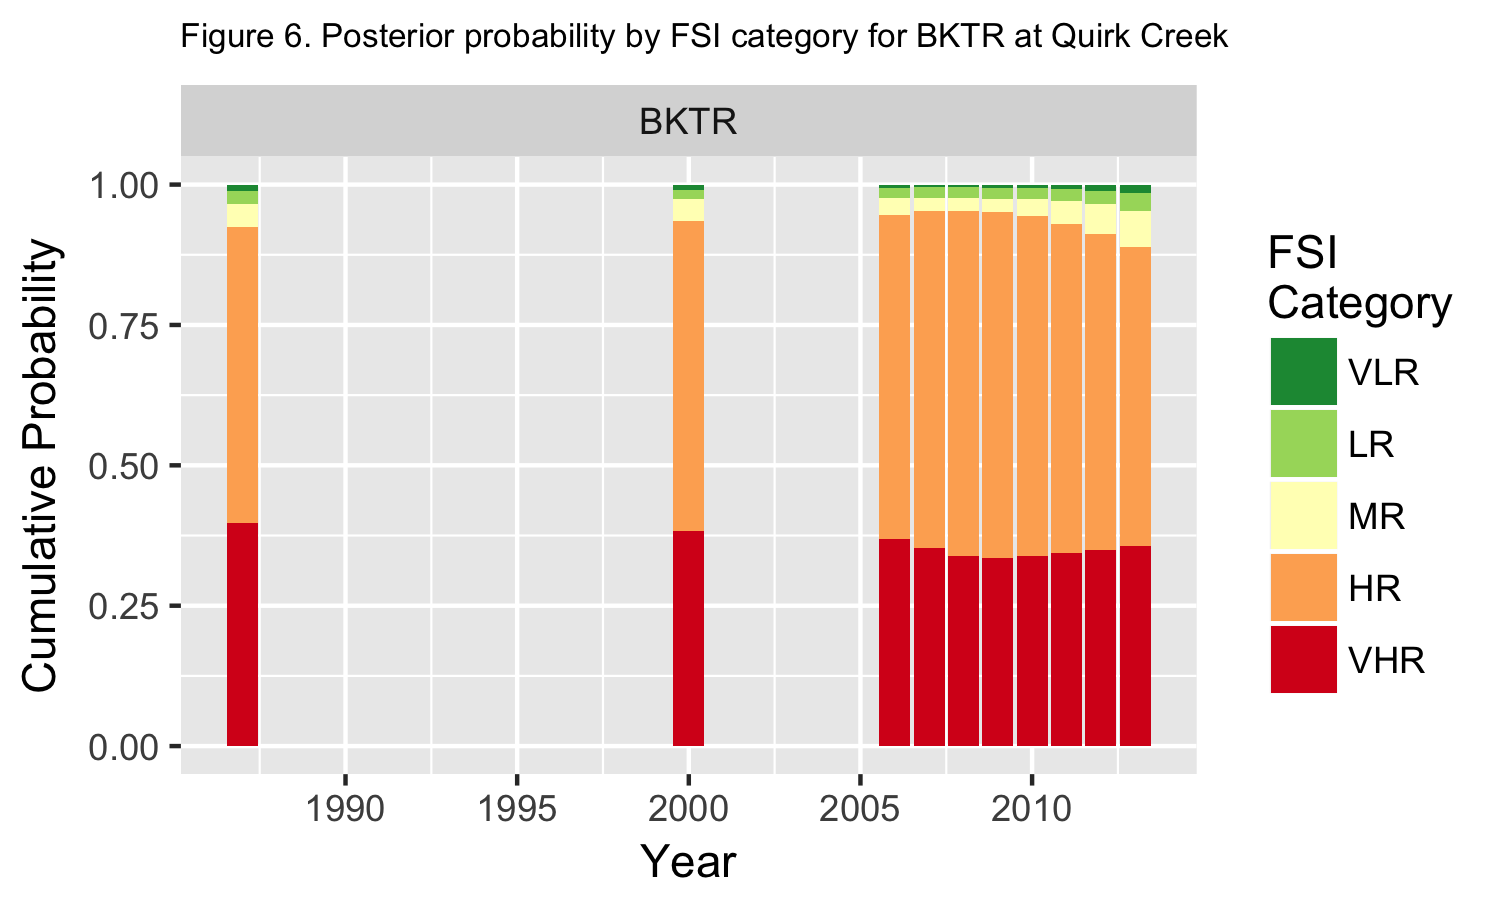 Figure 6. Posterior probability by FSI category for BKTR at Quirk Creek
BKTR
Cumulative Probability
1.00
0.75
0.50
0.25
0.00
1990 1995 2000 2005 2010
Year
FSI
Category
VLR
LR
MR
HR
VHR